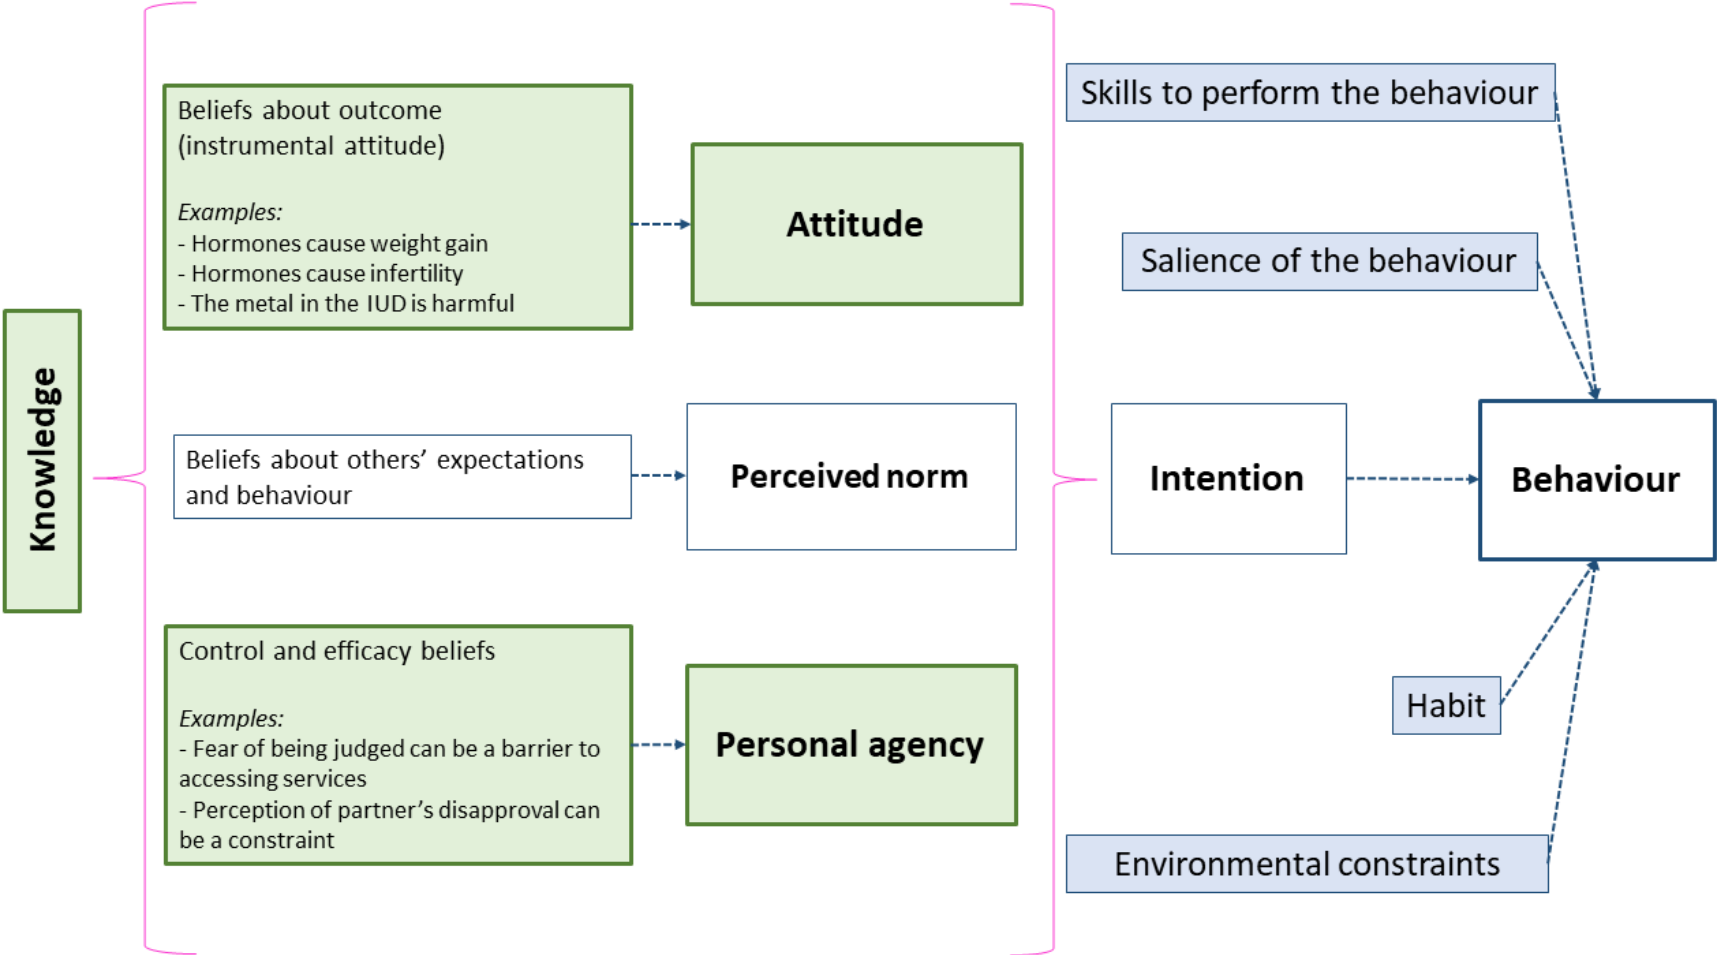 Knowledge
Beliefs about outcome
(instrumental attitude)
Examples:
- Hormones cause weight gain
- Hormones cause infertility
- The metal in the IUD is harmful
Attitude
Beliefs about others’ expectations
and behaviour
Perceived norm
Control and efficacy beliefs
Examples:
- Fear of being judged can be a barrier to
accessing services
- Perception of partner’s disapproval can
be a constraint
Personal agency
Intention
Skills to perform the behaviour
Salience of the behaviour
Behaviour
Habit
Environmental constraints